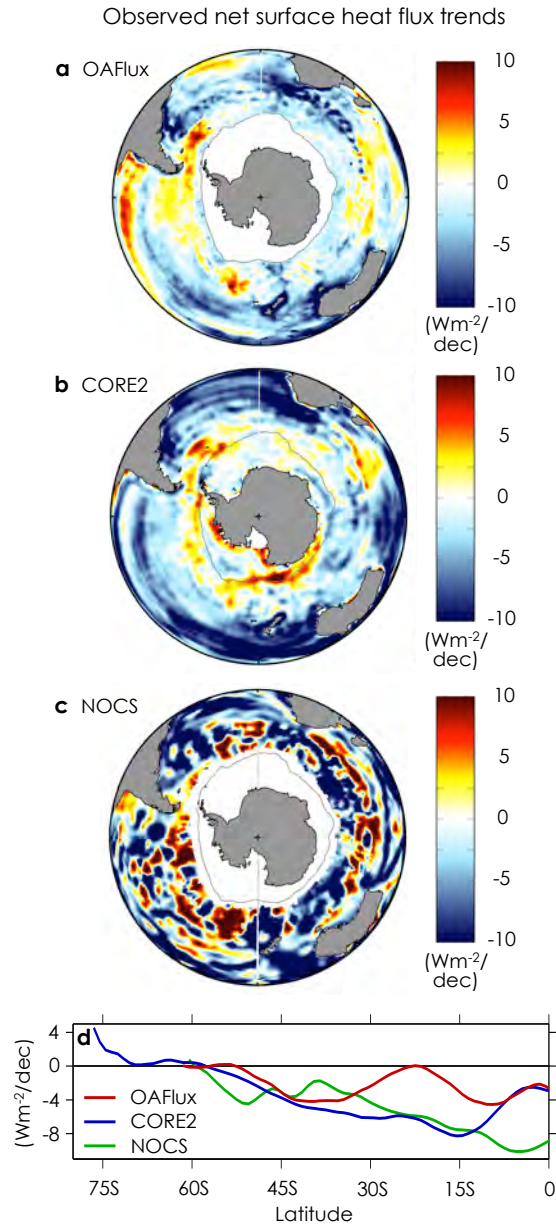 Observed net surface heat flux trends
a OAFlux
10
5
0
-5
-10
(Wm-2/
dec)
b CORE2
10
5
0
-5
-10
(Wm-2/
dec)
c NOCS
10
5
0
-5
-10
(Wm-2/
dec)
d
(Wm-2/dec)
4
0
-4
-8
OAFlux
CORE2
NOCS
75S 60S 45S 30S 15S 0
Latitude